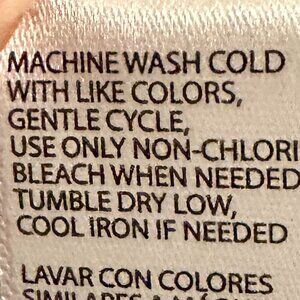 MACHINE WASH COLD
WITH LIKE COLORS,
GENTLE CYCLE,
USE ONLY NON-CHLORI
BLEACH WHEN NEEDED
TUMBLE DRY LOW,
COOL IRON IF NEEDED
LAVAR CON COLORES